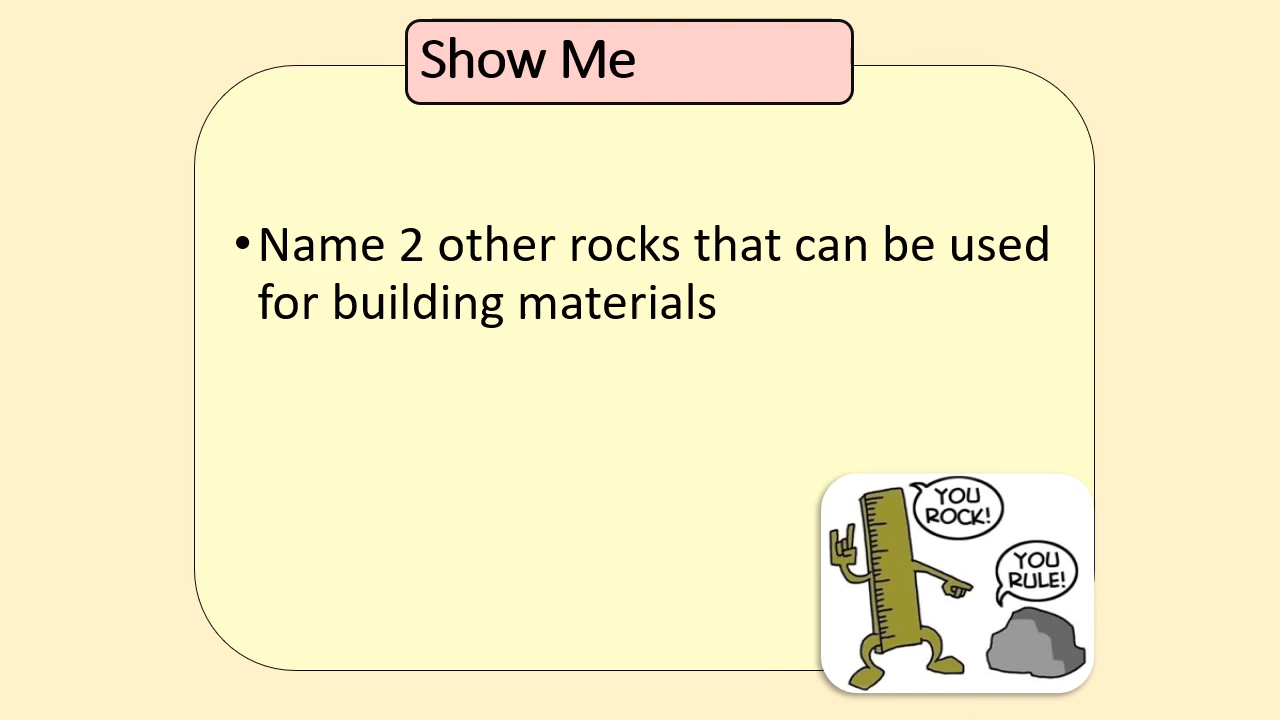 Show Me
•Name 2 other rocks that can be used
for building materials
YOU
ROCK!
YOU
RULE!